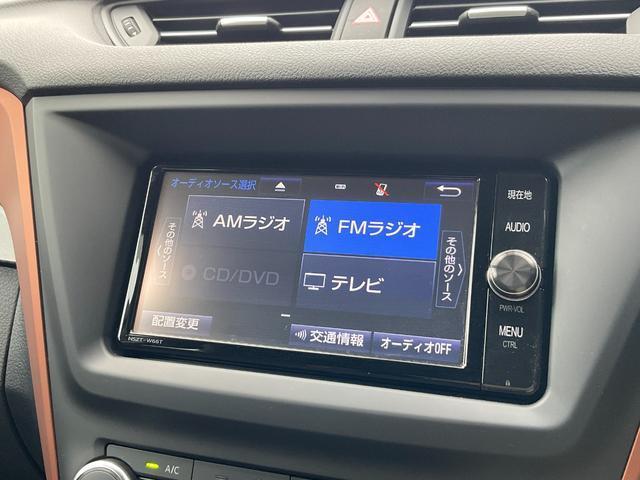 オーディオソース選択
現在地
AMラジオ
FMラジオ
その他のソース
その他のソース
AUDIO
CD/DVD
テレビ
PWR•VOL
配置変更
交通情報
オーディオOFF
MENU
CTRL
NSZT-W66T
A/C